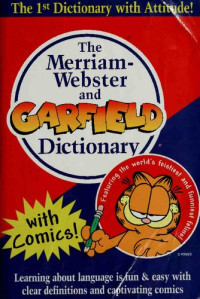 The 1st Dictionary with Attitude!
The
Merriam-
Webster
and
GARFIELD
Dictionary
Featuring the world's feistiest and funniest feline!
with
Comics!
Learning about language is fun & easy with
clear definitions and captivating comics